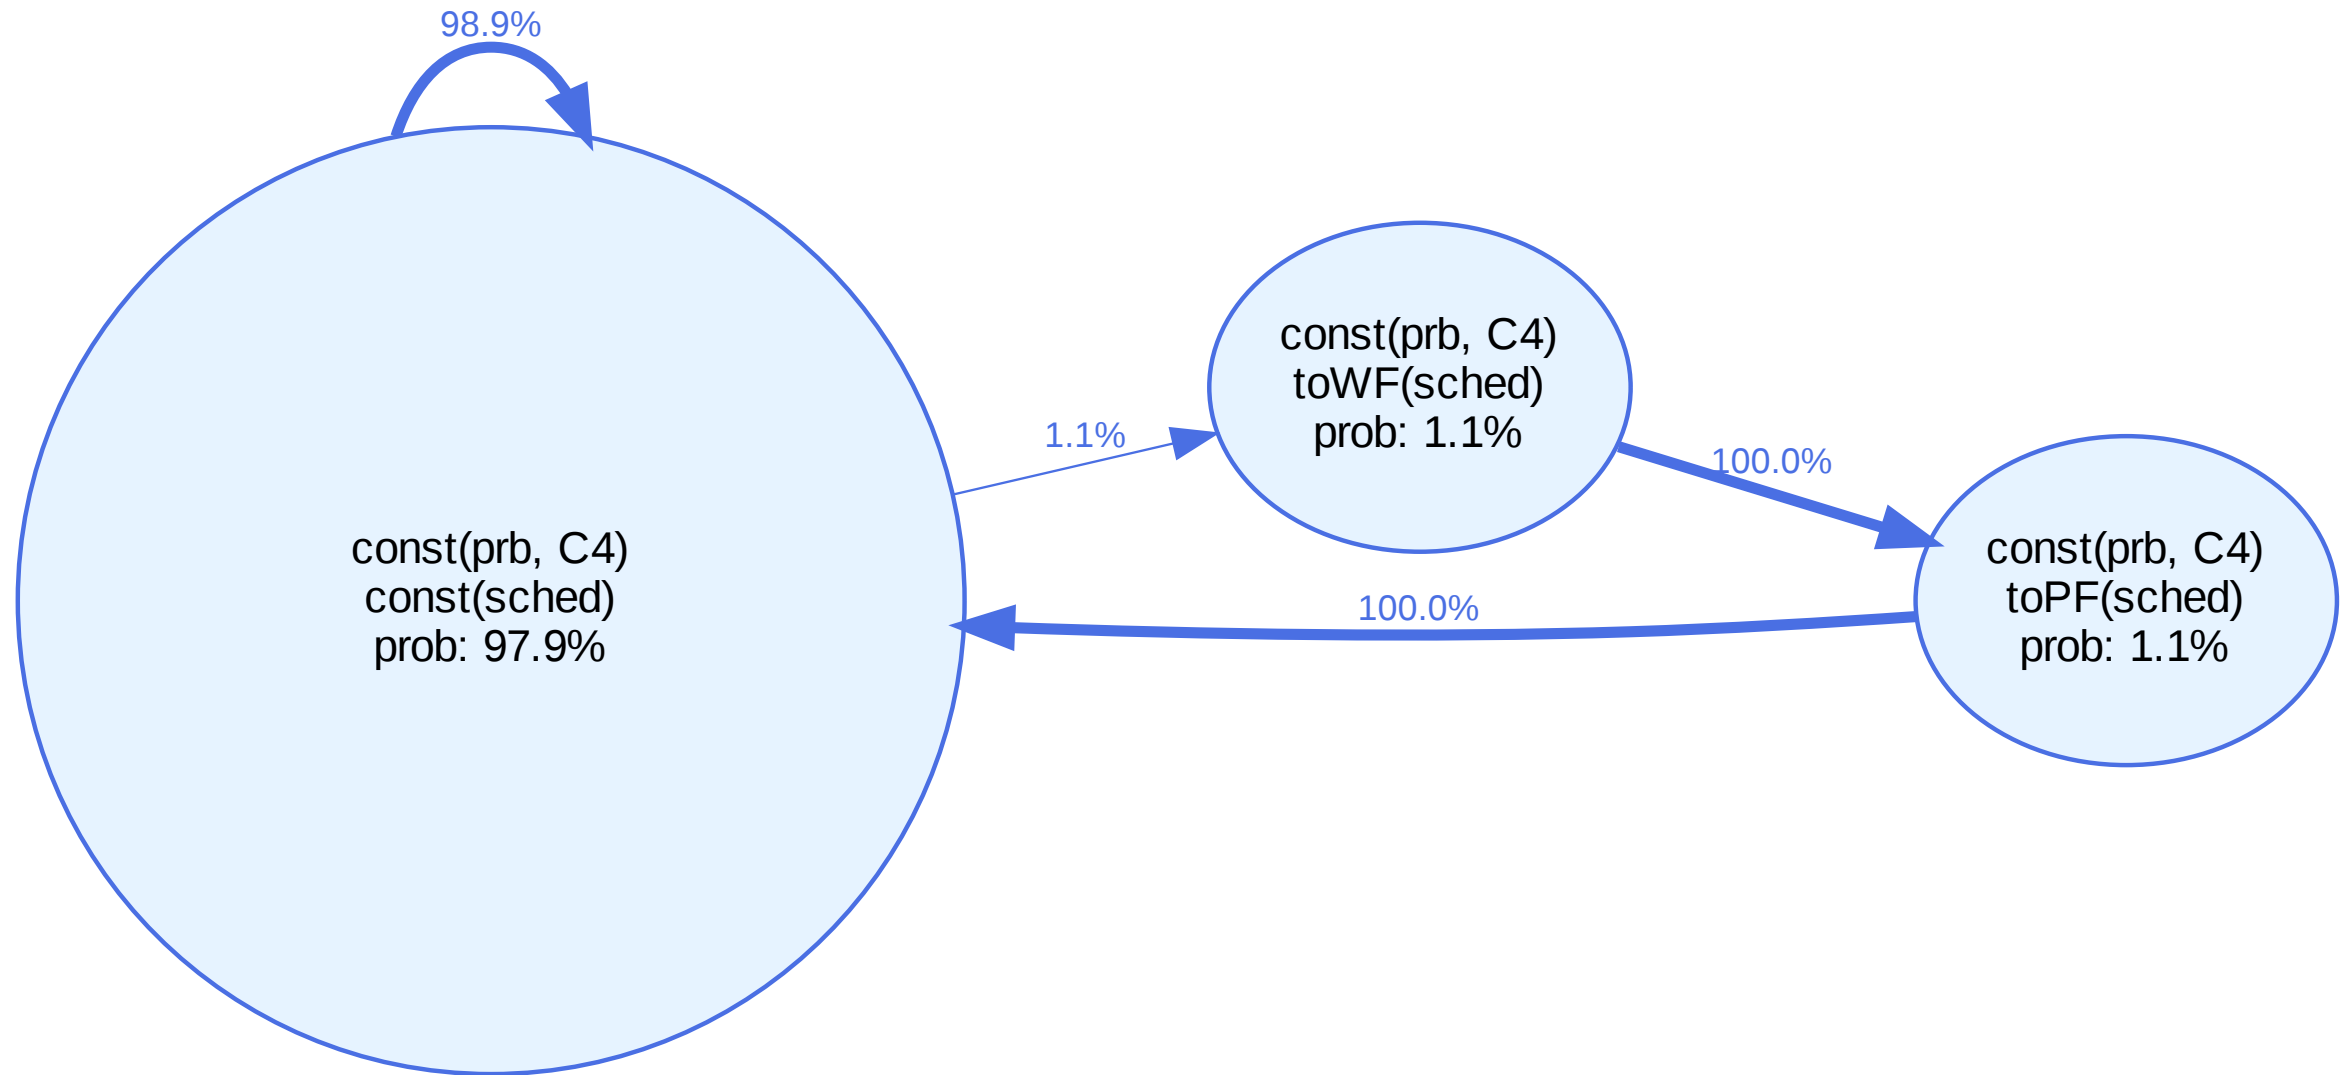 98.9%
const(prb, C4)
toWF(sched)
prob: 1.1%
1.1%
100.0%
const(prb, C4)
const(sched)
prob: 97.9%
100.0%
const(prb, C4)
toPF(sched)
prob: 1.1%